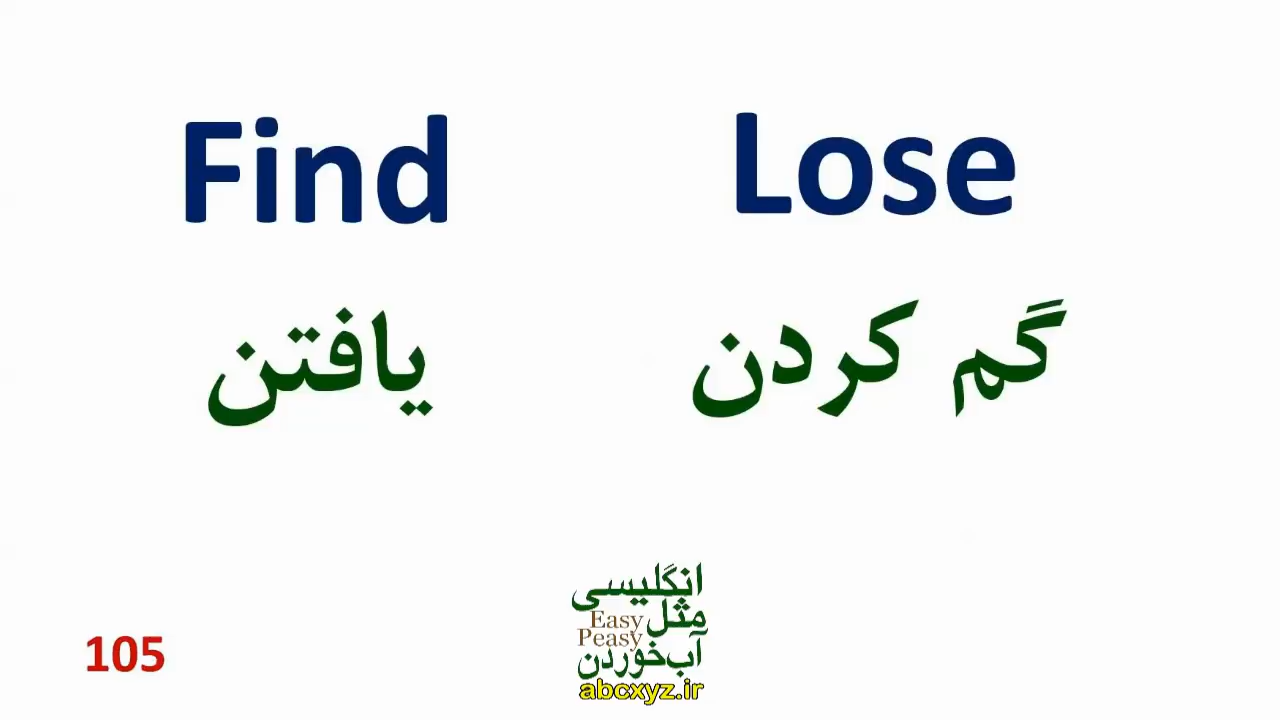 Find Lose
یافتن گم کردن
105
انگلیسی
مثل Easy
Peasy
آب‌خوردن
abcxyz.ir